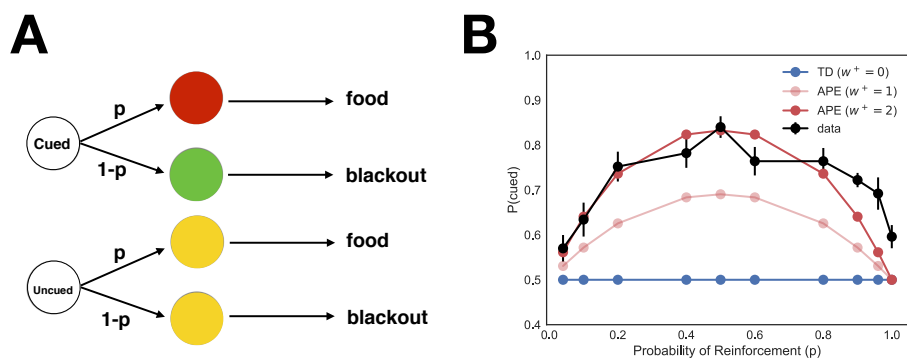 A
Cued
p
1-p
food
blackout
Uncued
p
1-p
food
blackout
B
P(cued)
1.0
0.9
0.8
0.7
0.6
0.5
0.4
TD (w⁺ = 0)
APE (w⁺ = 1)
APE (w⁺ = 2)
data
0.0 0.2 0.4 0.6 0.8 1.0
Probability of Reinforcement (p)